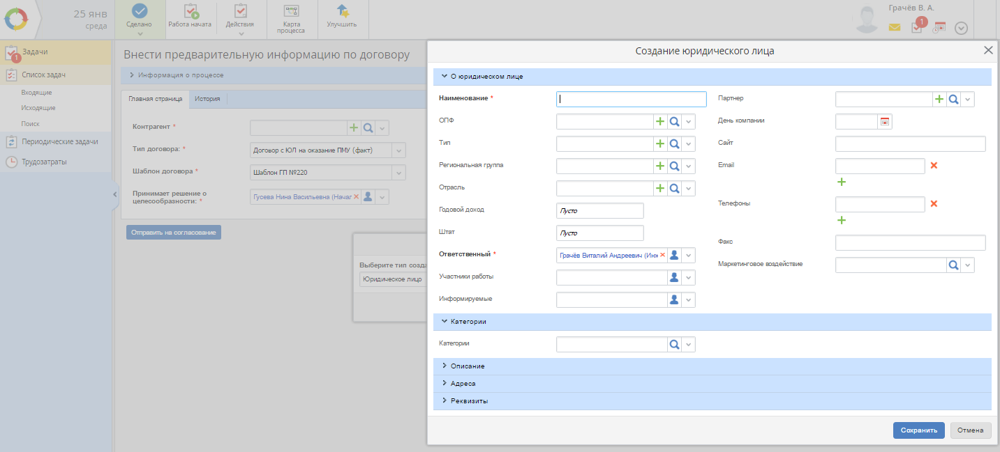 25 янв
среда
Сделано
Работа начата
Действия
Карта
процесса
Улучшить
Грачёв В. А.
1
Задачи
1
Список задач
Входящие
Исходящие
Поиск
Периодические задачи
Трудозатраты
Внести предварительную информацию по договору
Информация о процессе
Главная страница
История
Контрагент *
Тип договора: *
Договор с ЮЛ на оказание ПМУ (факт)
Шаблон договора *
Шаблон ГП №220
Принимает решение о
целесообразности: *
Гусева Нина Васильевна (Начал
Отправить на согласование
Выберите тип созда
Юридическое лицо
Создание юридического лица
О юридическом лице
Наименование *
ОПФ
Тип
Региональная группа
Отрасль
Годовой доход
Пусто
Штат
Пусто
Ответственный *
Грачёв Виталий Андреевич (Инж
Участники работы
Информируемые
Партнер
День компании
Сайт
Email
Телефоны
Факс
Маркетинговое воздействие
Категории
Категории
Описание
Адреса
Реквизиты
Сохранить
Отмена